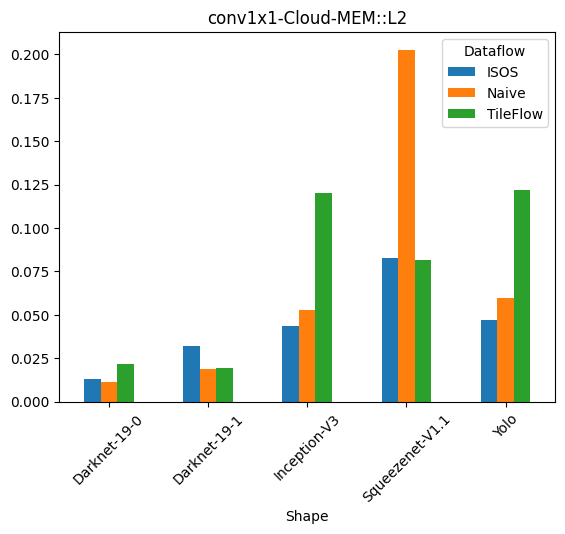 conv1x1-Cloud-MEM::L2
Dataflow
ISOS
Naive
TileFlow
0.200
0.175
0.150
0.125
0.100
0.075
0.050
0.025
0.000
Darknet-19-0
Darknet-19-1
Inception-V3
Squeezenet-V1.1
Yolo
Shape